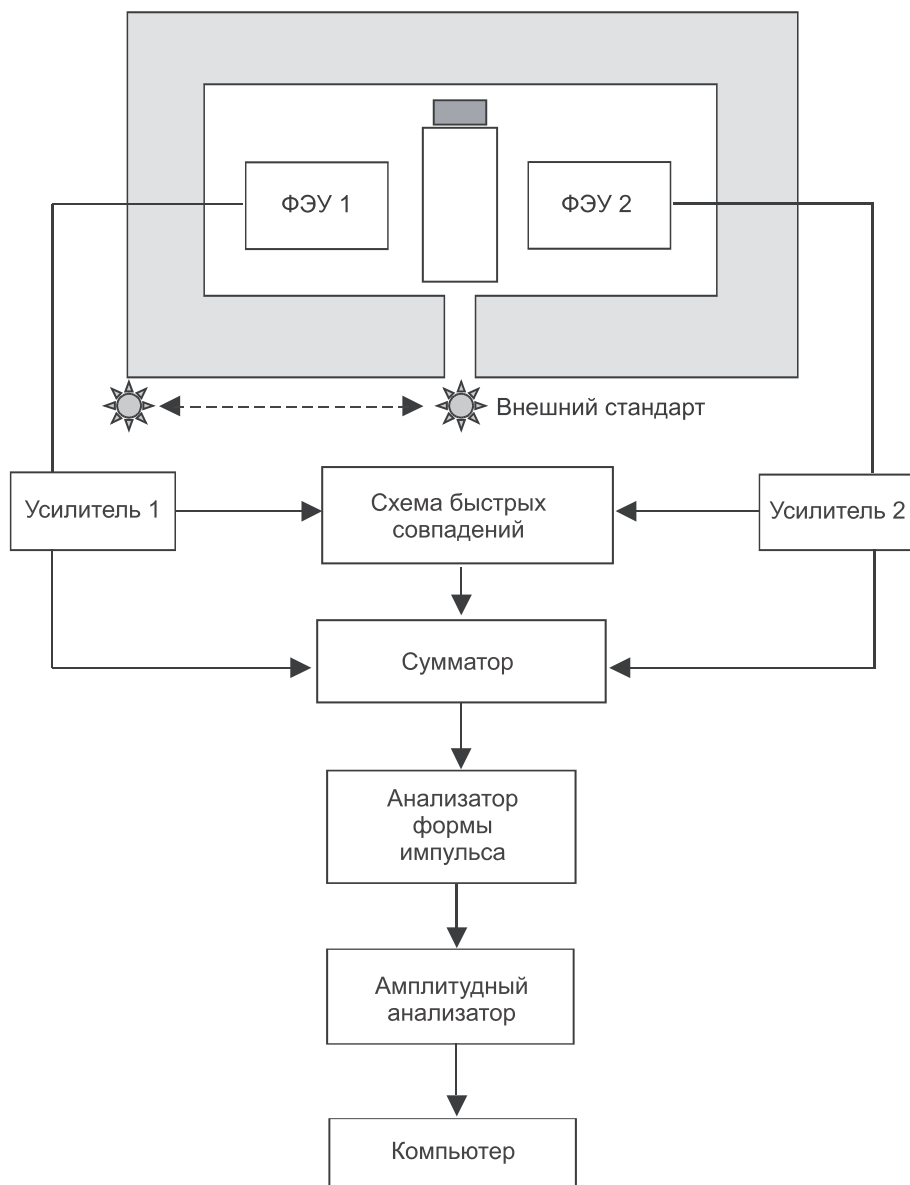 ФЭУ 1
ФЭУ 2
Внешний стандарт
Усилитель 1
Схема быстрых
совпадений
Усилитель 2
Сумматор
Анализатор
формы
импульса
Амплитудный
анализатор
Компьютер